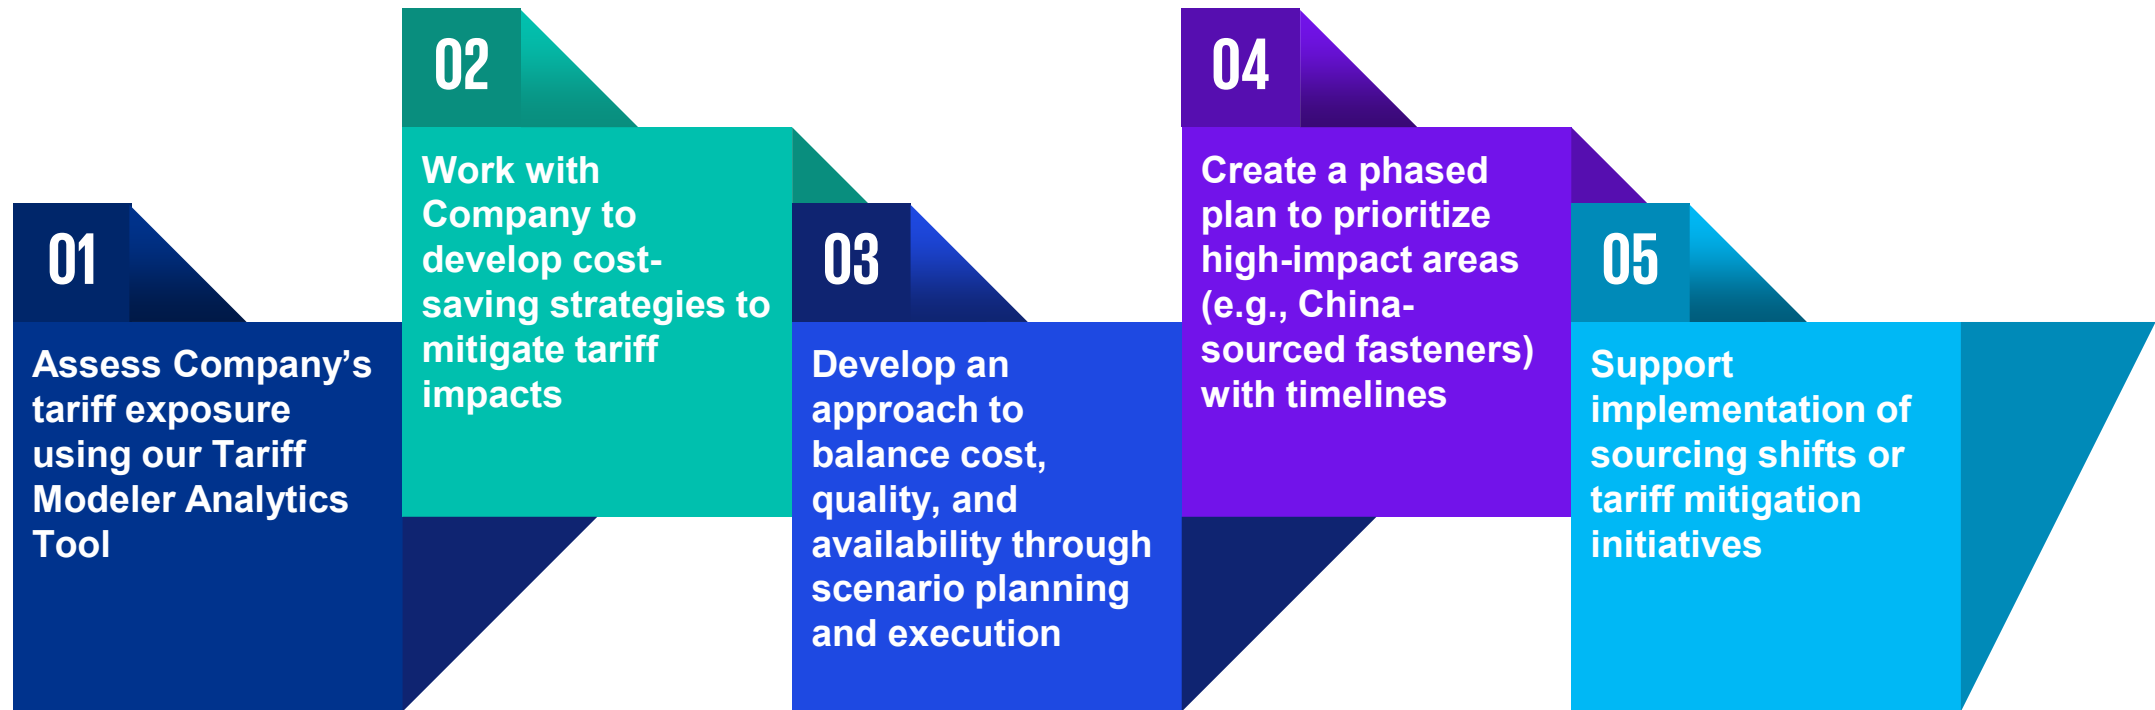 01
Assess Company’s
tariff exposure
using our Tariff
Modeler Analytics
Tool
02
Work with
Company to
develop cost-
saving strategies to
mitigate tariff
impacts
03
Develop an
approach to
balance cost,
quality, and
availability through
scenario planning
and execution
04
Create a phased
plan to prioritize
high-impact areas
(e.g., China-
sourced fasteners)
with timelines
05
Support
implementation of
sourcing shifts or
tariff mitigation
initiatives